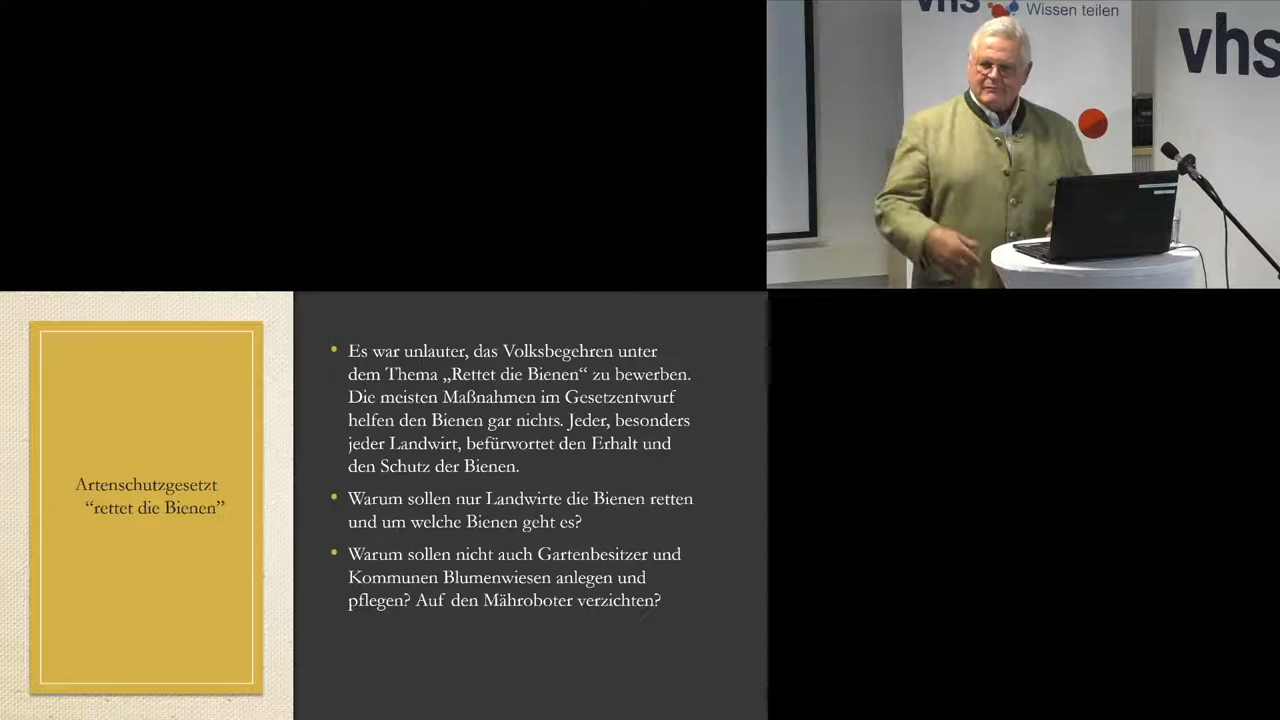 vhs Wissen teilen
vhs
Artenschutzgesetzt
“rettet die Bienen”
• Es war unlauter, das Volksbegehren unter
dem Thema „Rettet die Bienen“ zu bewerben.
Die meisten Maßnahmen im Gesetzentwurf
helfen den Bienen gar nichts. Jeder, besonders
jeder Landwirt, befürwortet den Erhalt und
den Schutz der Bienen.
• Warum sollen nur Landwirte die Bienen retten
und um welche Bienen geht es?
• Warum sollen nicht auch Gartenbesitzer und
Kommunen Blumenwiesen anlegen und
pflegen? Auf den Mähroboter verzichten?